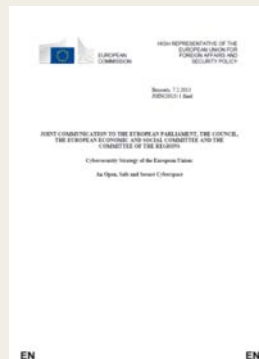 EUROPEAN
COMMISSION
HIGH REPRESENTATIVE OF THE
EUROPEAN UNION FOR
FOREIGN AFFAIRS AND
SECURITY POLICY
Brussels, 7.2.2013
JOIN(2013) 1 final
JOINT COMMUNICATION TO THE EUROPEAN PARLIAMENT, THE COUNCIL,
THE EUROPEAN ECONOMIC AND SOCIAL COMMITTEE AND THE
COMMITTEE OF THE REGIONS
Cybersecurity Strategy of the European Union:
An Open, Safe and Secure Cyberspace
EN
EN